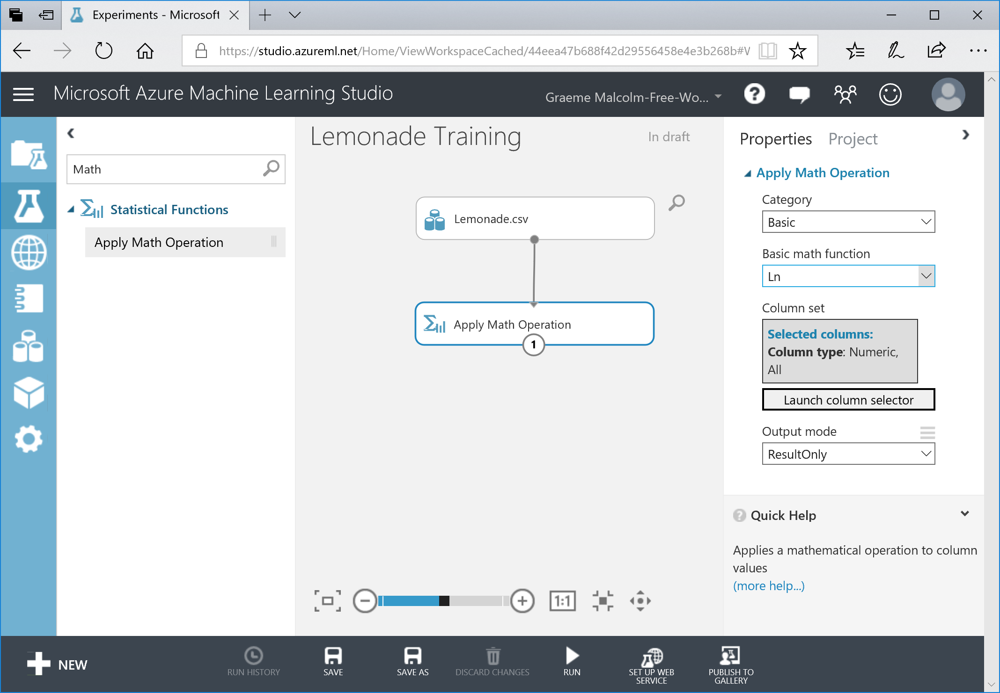 Experiments - Microsoft
https://studio.azureml.net/Home/ViewWorkspaceCached/44eea47b688f42d29556458e4e3b268b#
Microsoft Azure Machine Learning Studio
Graeme Malcolm-Free-Wo...
Math
Statistical Functions
Apply Math Operation
Lemonade Training
In draft
Lemonade.csv
Apply Math Operation
1
1:1
Properties Project
Apply Math Operation
Category
Basic
Basic math function
Ln
Column set
Selected columns:
Column type: Numeric,
All
Launch column selector
Output mode
ResultOnly
Quick Help
Applies a mathematical operation to column
values
(more help...)
NEW
RUN HISTORY
SAVE
SAVE AS
DISCARD CHANGES
RUN
SET UP WEB
SERVICE
PUBLISH TO
GALLERY